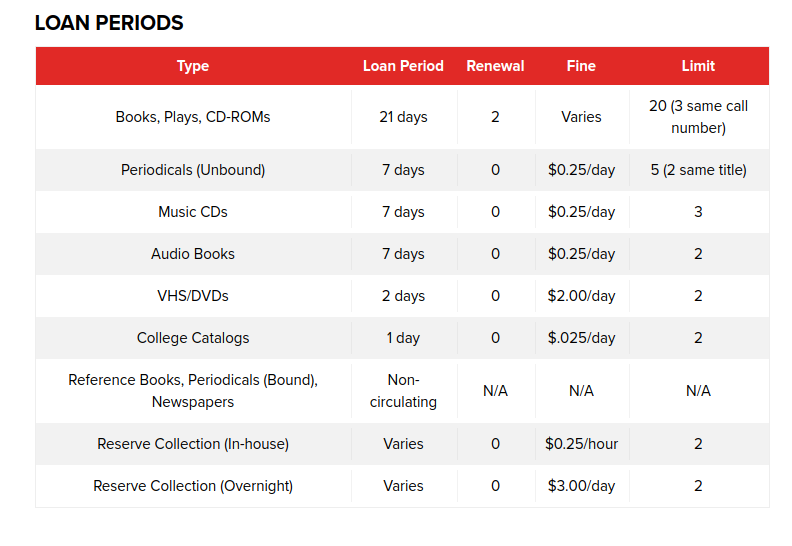 LOAN PERIODS
Type Loan Period Renewal Fine Limit
Books, Plays, CD-ROMs 21 days 2 Varies 20 (3 same call
number)
Periodicals (Unbound) 7 days 0 $0.25/day 5 (2 same title)
Music CDs 7 days 0 $0.25/day 3
Audio Books 7 days 0 $0.25/day 2
VHS/DVDs 2 days 0 $2.00/day 2
College Catalogs 1 day 0 $.025/day 2
Reference Books, Periodicals (Bound), Non-
Newspapers circulating N/A N/A N/A
Reserve Collection (In-house) Varies 0 $0.25/hour 2
Reserve Collection (Overnight) Varies 0 $3.00/day 2